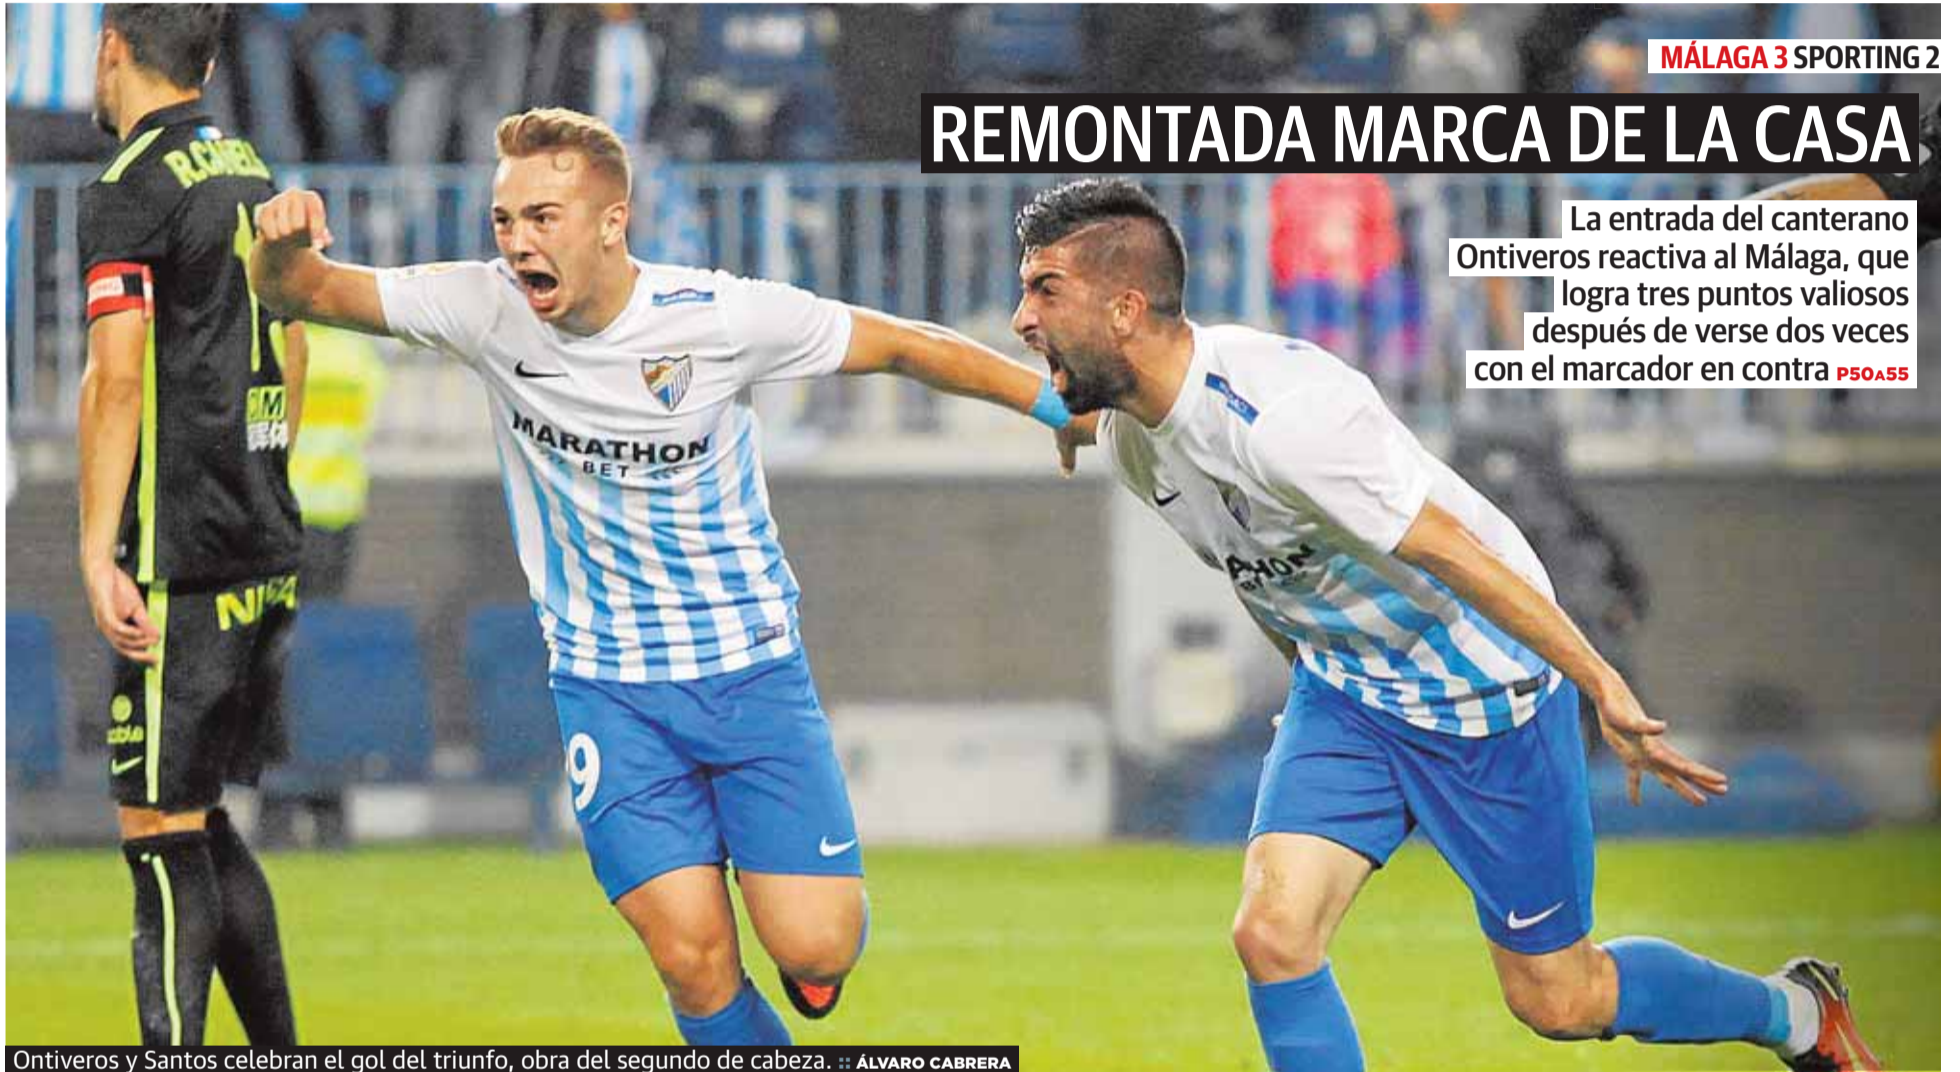 MÁLAGA 3 SPORTING 2
REMONTADA MARCA DE LA CASA
La entrada del canterano
Ontiveros reactiva al Málaga, que
logra tres puntos valiosos
después de verse dos veces
con el marcador en contra P50A55
MARATHON
BET
9
Ontiveros y Santos celebran el gol del triunfo, obra del segundo de cabeza. :: ÁLVARO CABRERA